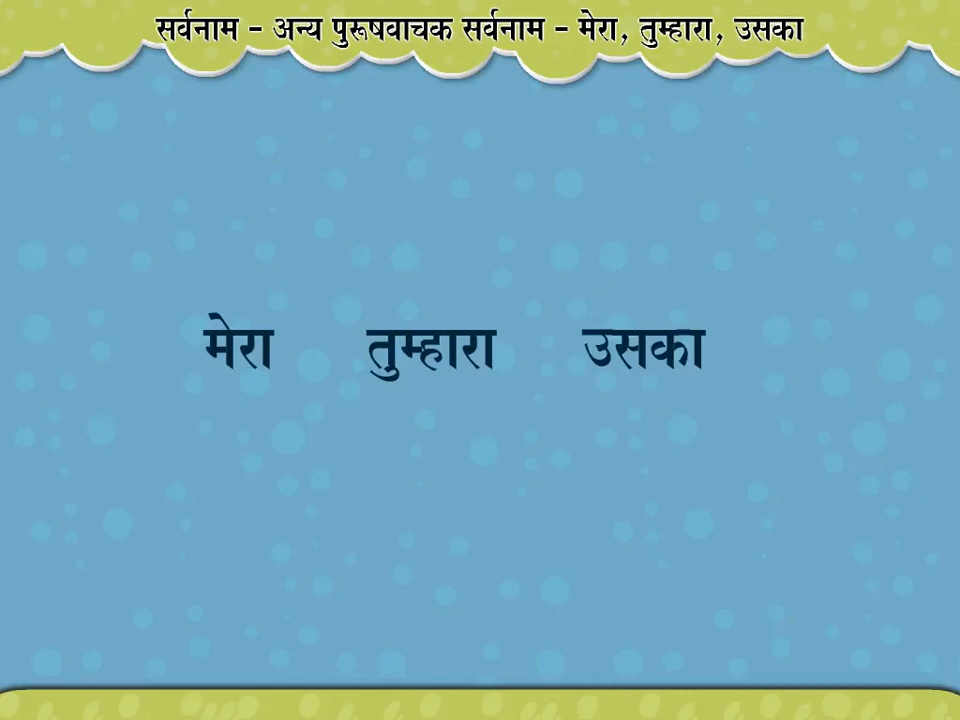 सर्वनाम - अन्य पुरूषवाचक सर्वनाम - मेरा, तुम्हारा, उसका
मेरा तुम्हारा उसका